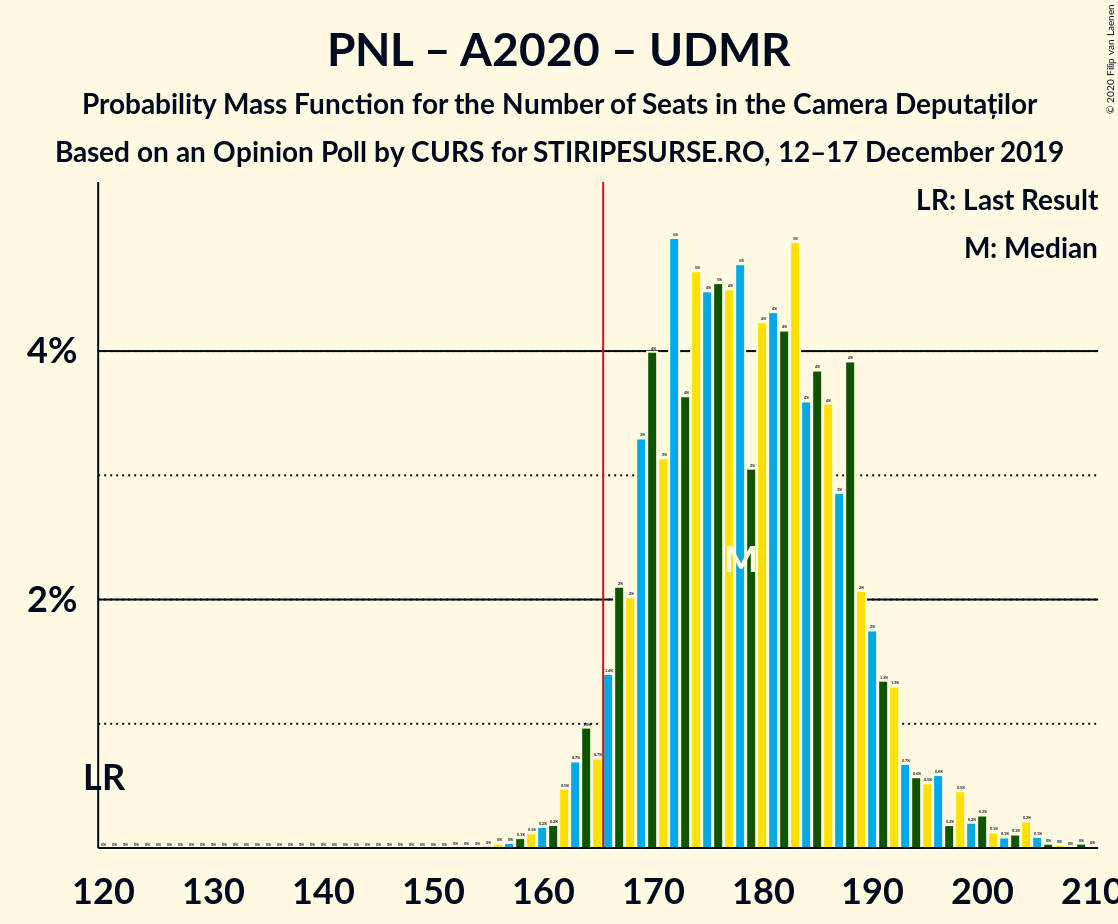 PNL – A2020 – UDMR
Probability Mass Function for the Number of Seats in the Camera Deputaților
Based on an Opinion Poll by CURS for STIRIPESURSE.RO, 12–17 December 2019
© 2020 Filip van Laenen
LR: Last Result
M: Median
4%
2%
LR
M
120 130 140 150 160 170 180 190 200 210